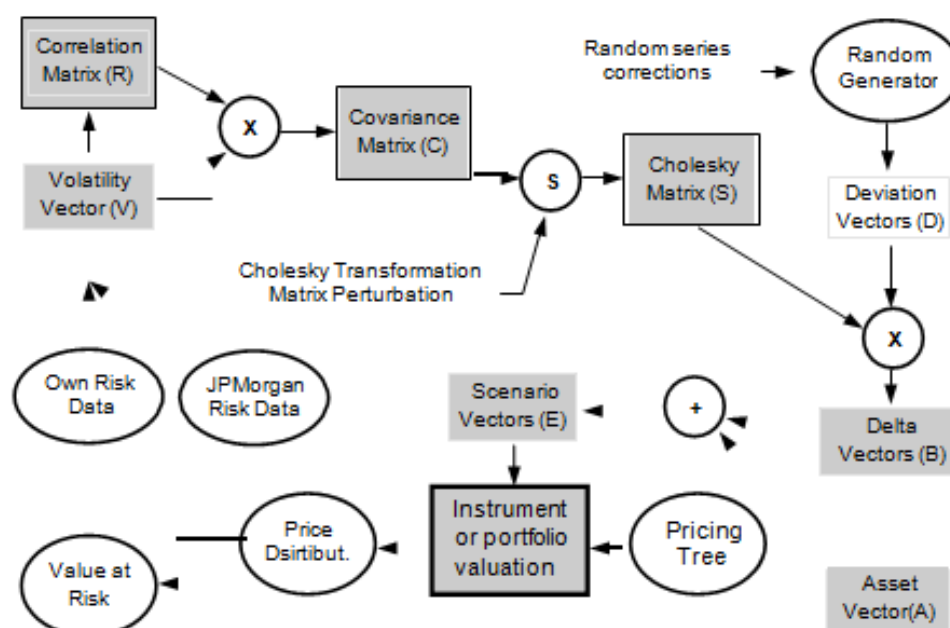 Correlation
Matrix (R)
Random series
corrections
Random
Generator
X
Covariance
Matrix (C)
S
Cholesky
Matrix (S)
Volatility
Vector (V)
Deviation
Vectors (D)
Cholesky Transformation
Matrix Perturbation
X
Own Risk
Data
JPMorgan
Risk Data
Scenario
Vectors (E)
+
Delta
Vectors (B)
Instrument
or portfolio
valuation
Price
Dsirtibut.
Pricing
Tree
Value at
Risk
Asset
Vector(A)